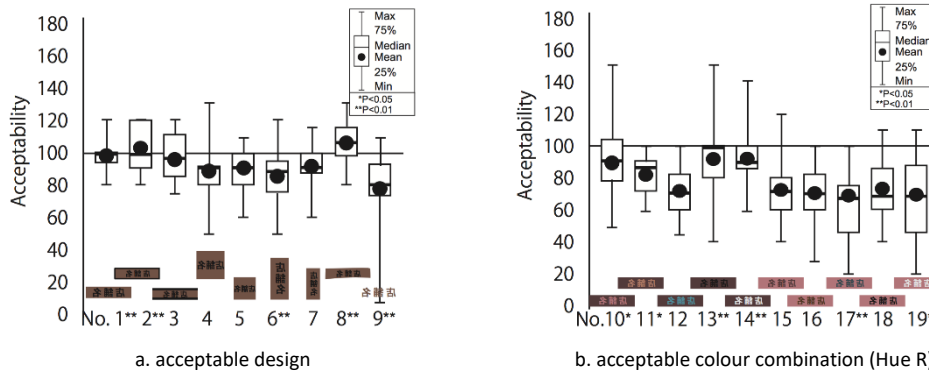 Acceptability
180
160
140
120
100
80
60
40
20
0
Max
75%
Median
Mean
25%
Min
*P<0.05
**P<0.01
No. 1** 2** 3 4 5 6** 7 8** 9**
a. acceptable design
Acceptability
180
160
140
120
100
80
60
40
20
0
Max
75%
Median
Mean
25%
Min
*P<0.05
**P<0.01
No.10* 11* 12 13** 14** 15 16 17** 18 19*
b. acceptable colour combination (Hue R)